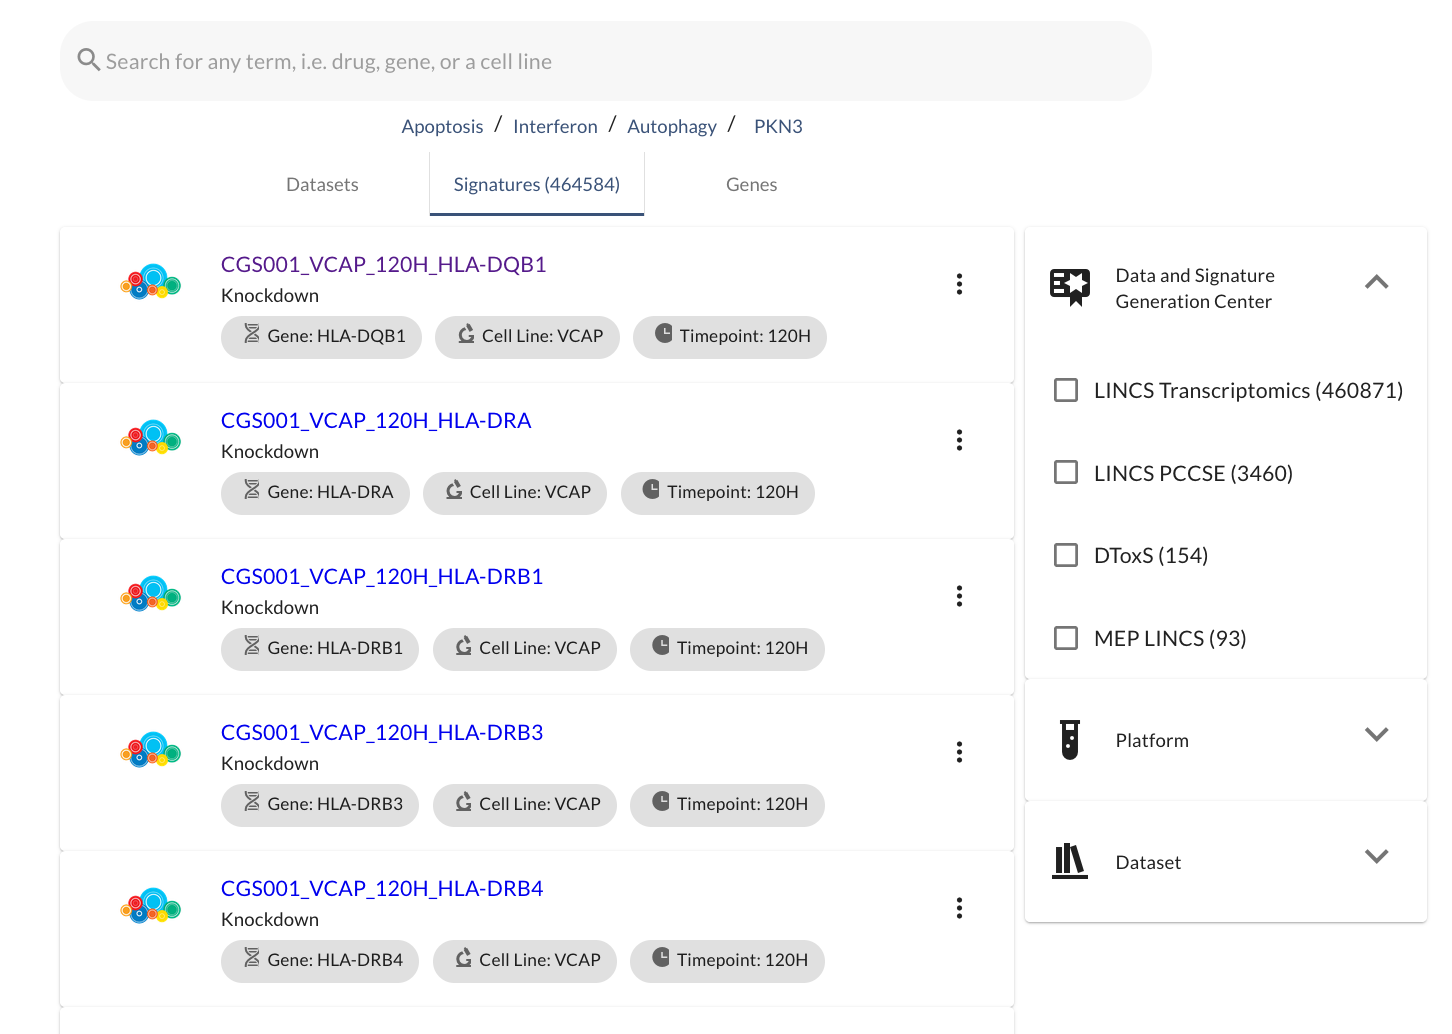 Search for any term, i.e. drug, gene, or a cell line
Apoptosis / Interferon / Autophagy / PKN3
Datasets
Signatures (464584)
Genes
CGS001_VCAP_120H_HLA-DQB1
Knockdown
Gene: HLA-DQB1
Cell Line: VCAP
Timepoint: 120H
CGS001_VCAP_120H_HLA-DRA
Knockdown
Gene: HLA-DRA
Cell Line: VCAP
Timepoint: 120H
CGS001_VCAP_120H_HLA-DRB1
Knockdown
Gene: HLA-DRB1
Cell Line: VCAP
Timepoint: 120H
CGS001_VCAP_120H_HLA-DRB3
Knockdown
Gene: HLA-DRB3
Cell Line: VCAP
Timepoint: 120H
CGS001_VCAP_120H_HLA-DRB4
Knockdown
Gene: HLA-DRB4
Cell Line: VCAP
Timepoint: 120H
Data and Signature
Generation Center
LINCS Transcriptomics (460871)
LINCS PCCSE (3460)
DToxS (154)
MEP LINCS (93)
Platform
Dataset